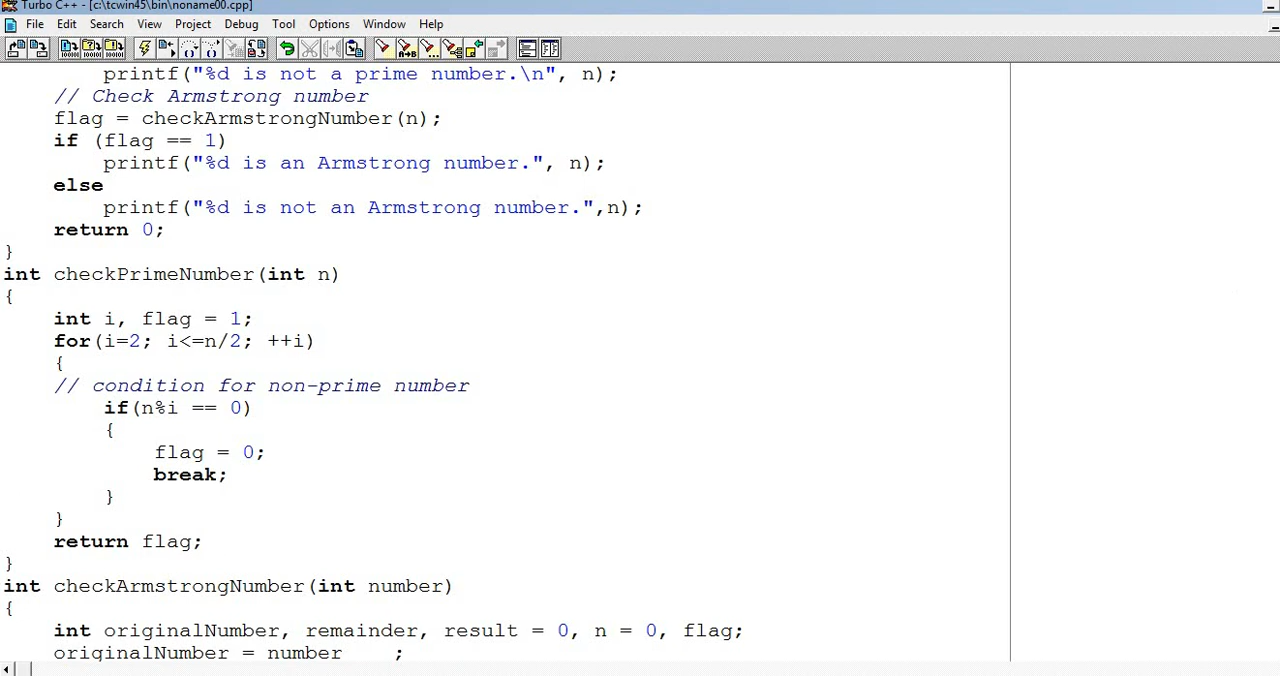 Turbo C++ - [c:\tcwin45\bin\noname00.cpp]
File Edit Search View Project Debug Tool Options Window Help
        printf("%d is not a prime number.\n", n);
    // Check Armstrong number
    flag = checkArmstrongNumber(n);
    if (flag == 1)
        printf("%d is an Armstrong number.", n);
    else
        printf("%d is not an Armstrong number.",n);
    return 0;
}
int checkPrimeNumber(int n)
{
    int i, flag = 1;
    for(i=2; i<=n/2; ++i)
    {
    // condition for non-prime number
        if(n%i == 0)
        {
            flag = 0;
            break;
        }
    }
    return flag;
}
int checkArmstrongNumber(int number)
{
    int originalNumber, remainder, result = 0, n = 0, flag;
    originalNumber = number    ;